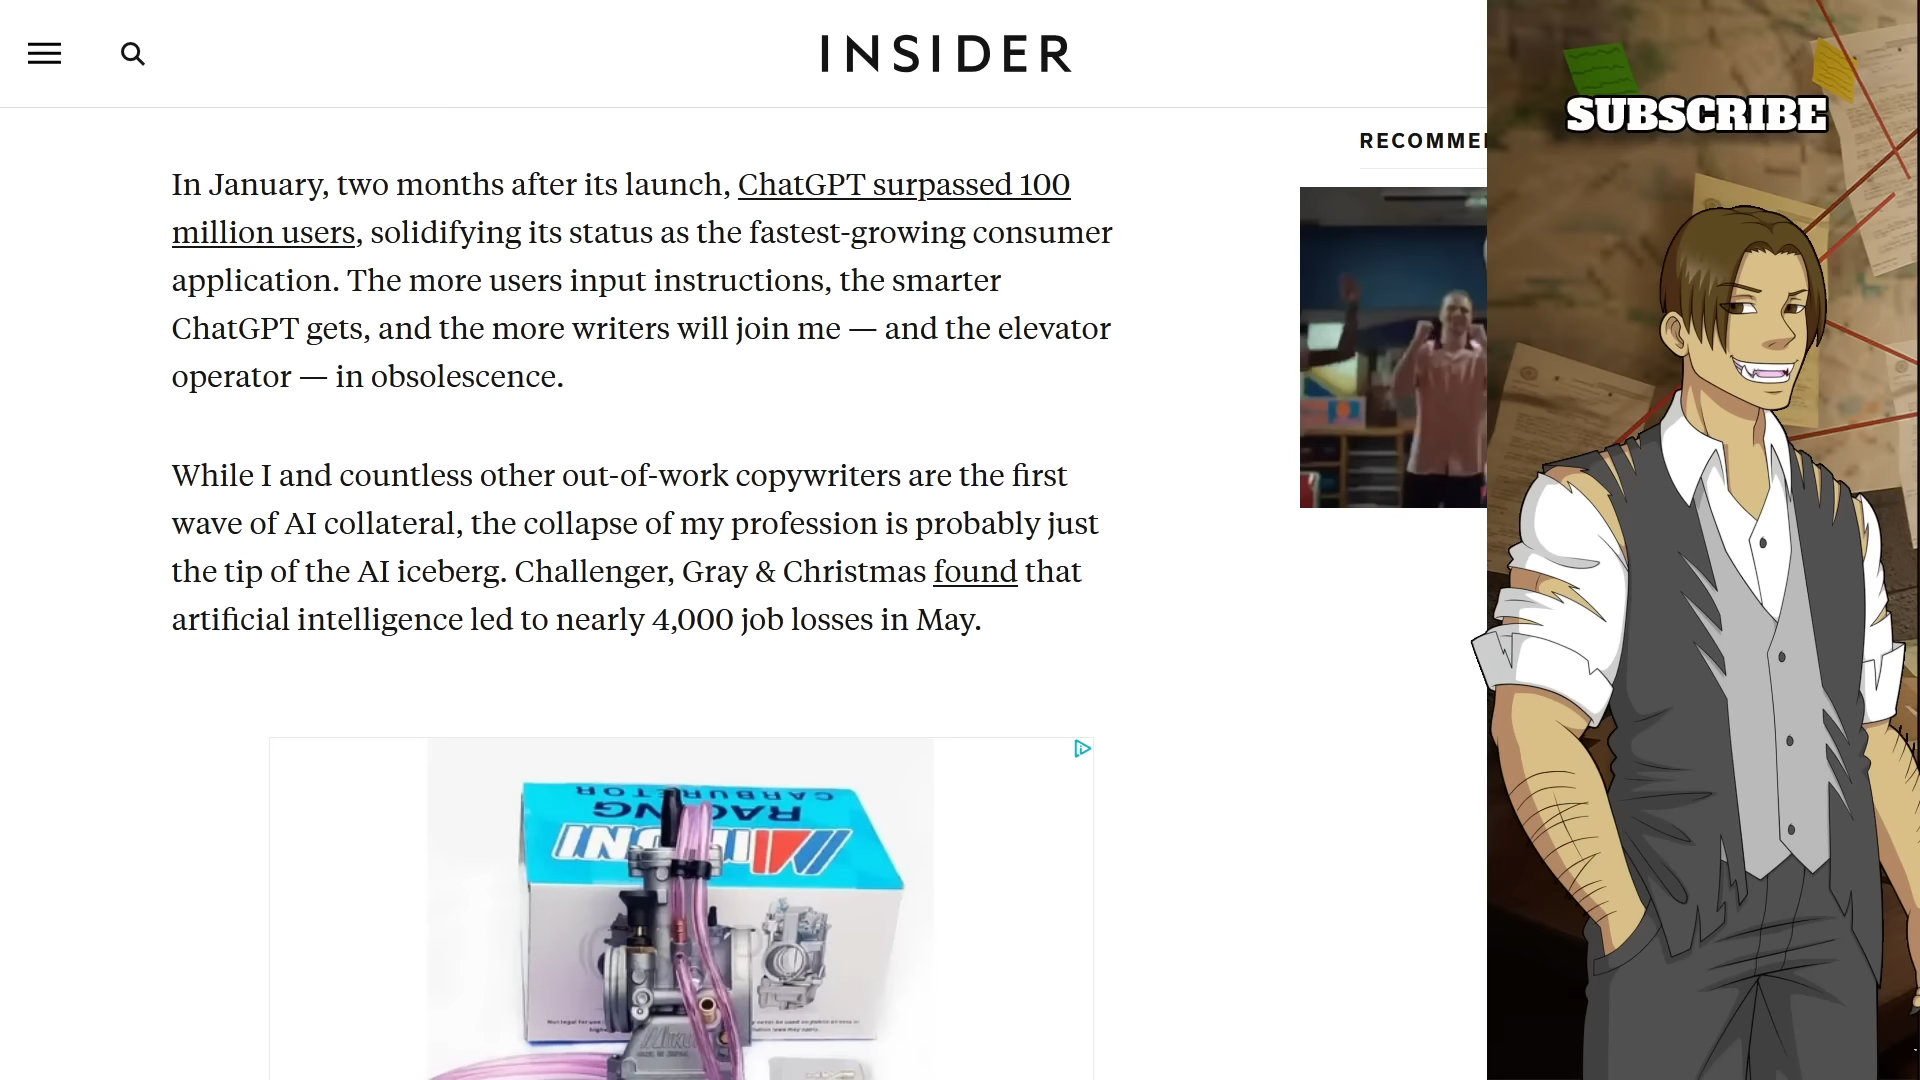 INSIDER
SUBSCRIBE
RECOMME
In January, two months after its launch, ChatGPT surpassed 100
million users, solidifying its status as the fastest-growing consumer
application. The more users input instructions, the smarter
ChatGPT gets, and the more writers will join me — and the elevator
operator — in obsolescence.
While I and countless other out-of-work copywriters are the first
wave of AI collateral, the collapse of my profession is probably just
the tip of the AI iceberg. Challenger, Gray & Christmas found that
artificial intelligence led to nearly 4,000 job losses in May.
CARBURETOR
RACING